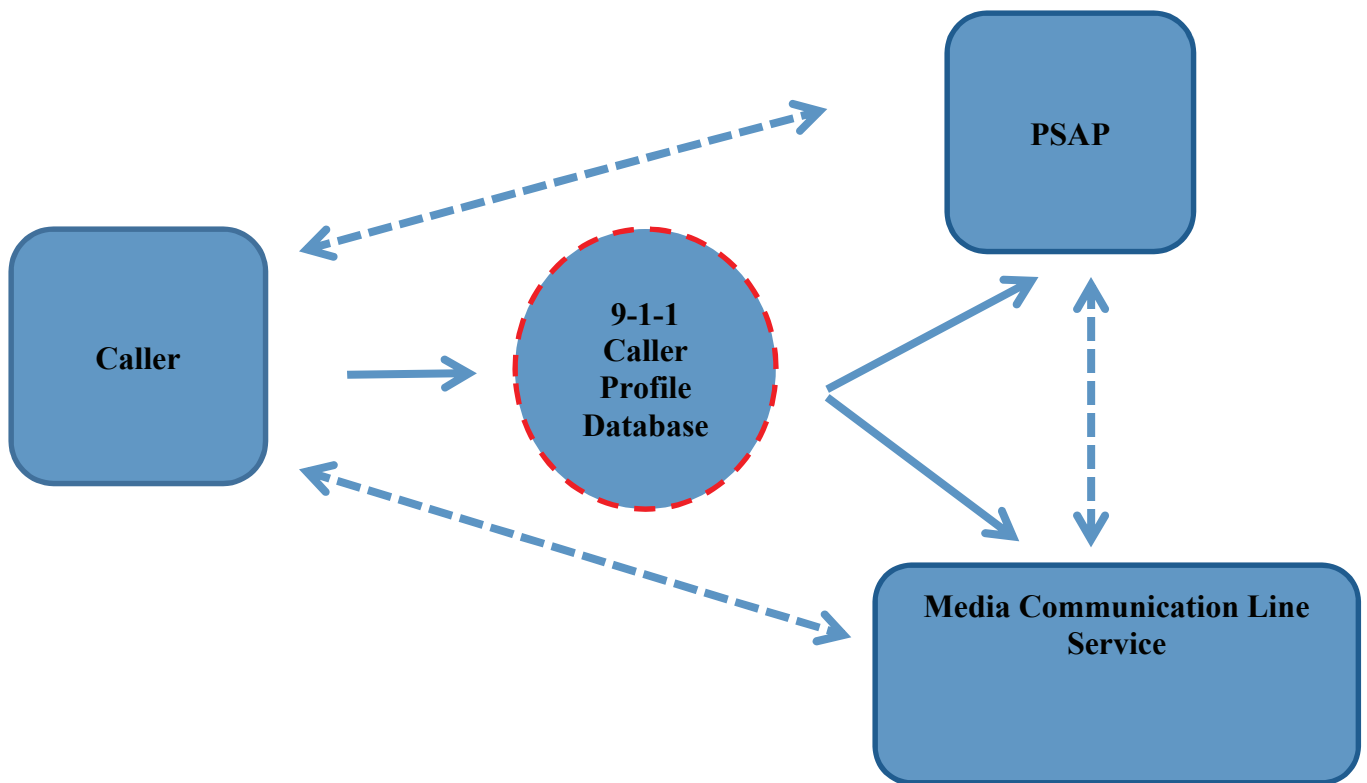 PSAP
Caller
9-1-1
Caller
Profile
Database
Media Communication Line
Service